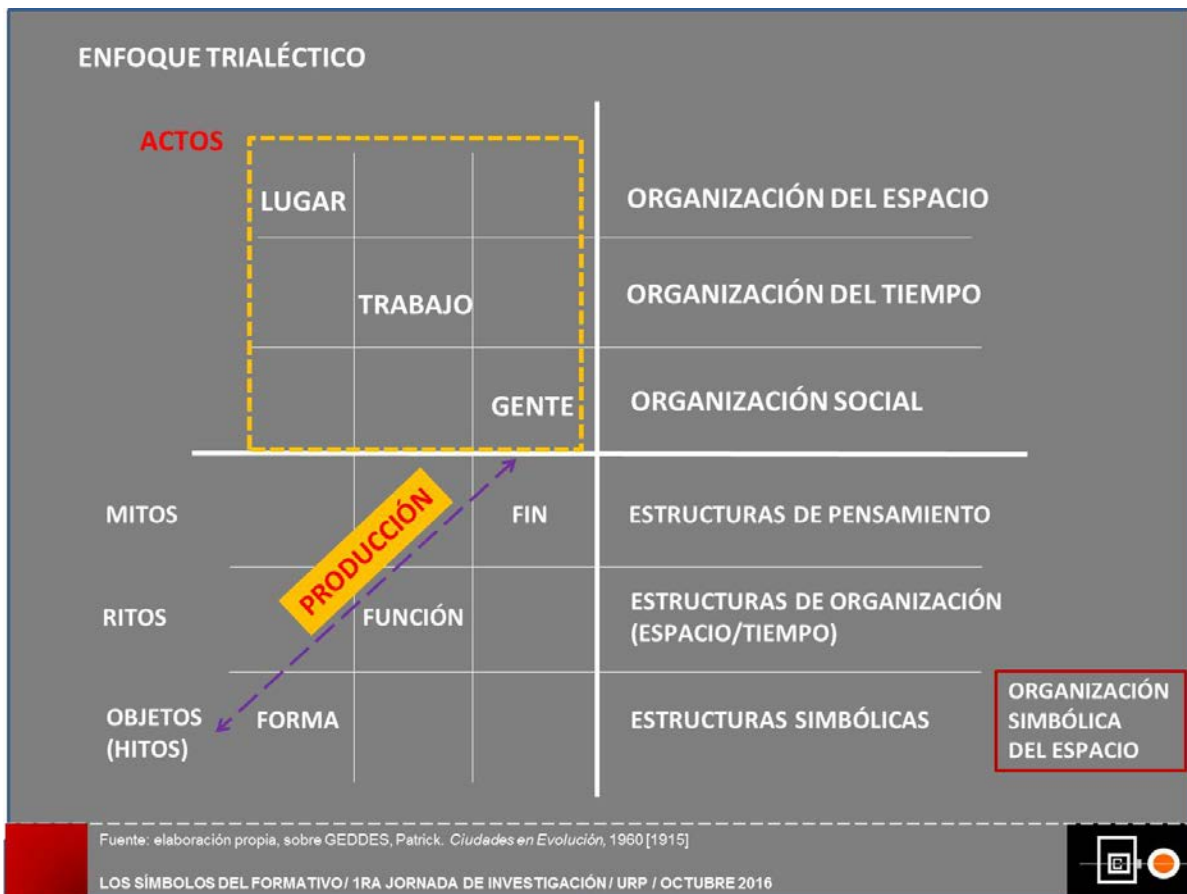 ENFOQUE TRIALÉCTICO
ACTOS
LUGAR
ORGANIZACIÓN DEL ESPACIO
TRABAJO
ORGANIZACIÓN DEL TIEMPO
GENTE
ORGANIZACIÓN SOCIAL
MITOS
PRODUCCIÓN
FIN
ESTRUCTURAS DE PENSAMIENTO
RITOS
FUNCIÓN
ESTRUCTURAS DE ORGANIZACIÓN
(ESPACIO/TIEMPO)
OBJETOS
(HITOS)
FORMA
ESTRUCTURAS SIMBÓLICAS
ORGANIZACIÓN
SIMBÓLICA
DEL ESPACIO
Fuente: elaboración propia, sobre GEDDES, Patrick. Ciudades en Evolución, 1960 [1915]
LOS SÍMBOLOS DEL FORMATIVO / 1RA JORNADA DE INVESTIGACIÓN / URP / OCTUBRE 2016